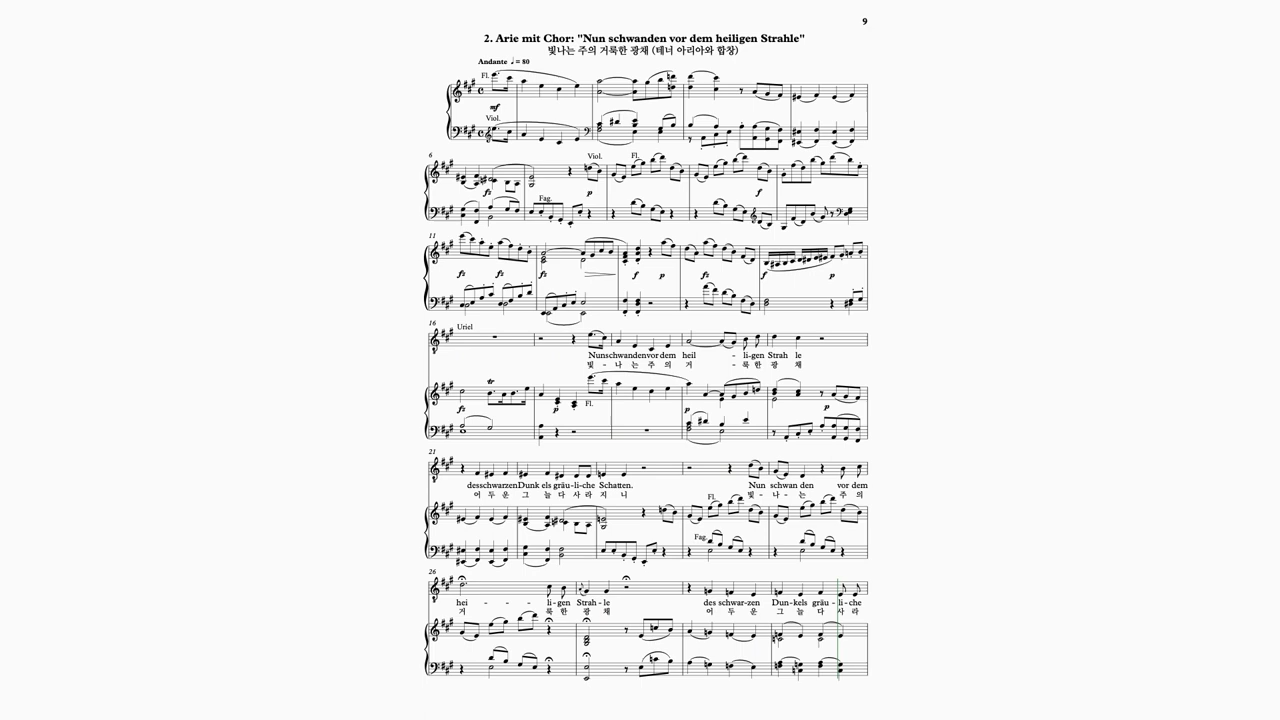 9
2. Arie mit Chor: "Nun schwanden vor dem heiligen Strahle"
빛나는 주의 거룩한 광채 (테너 아리아와 합창)
Andante ♩ = 80
Fl.
mf
Viol.
6
Viol.
Fl.
fz
p
f
Fag.
11
fz fz fz f p fz f p
16
Uriel
Nun schwanden vor dem heil - li-gen Strah le
빛 - 나 는 주 의 거 - 룩 한 광 채
fz p p p
Fl.
21
des schwarzen Dunk els gräu-li-che Schatten. Nun schwan den vor dem
어 두 운 그 늘 다 사 라 지 니 빛 - 나 - 는 주 의
Fl.
Fag.
26
hei - - - li-gen Strah-le des schwar-zen Dun-kels gräu-li-che
거 룩 한 광 채 어 두 운 그 늘 다 사 라